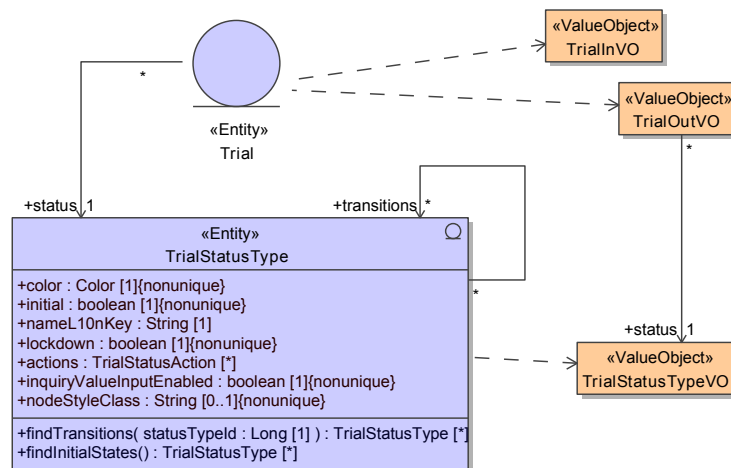 «ValueObject»
TrialInVO
*
«ValueObject»
TrialOutVO
«Entity»
Trial
*
+status 1
+transitions *
«Entity»
TrialStatusType
+color : Color [1]{nonunique}
+initial : boolean [1]{nonunique}
+nameL10nKey : String [1]
+lockdown : boolean [1]{nonunique}
+actions : TrialStatusAction [*]
+inquiryValueInputEnabled : boolean [1]{nonunique}
+nodeStyleClass : String [0..1]{nonunique}
+findTransitions( statusTypeId : Long [1] ) : TrialStatusType [*]
+findInitialStates() : TrialStatusType [*]
*
+status 1
«ValueObject»
TrialStatusTypeVO